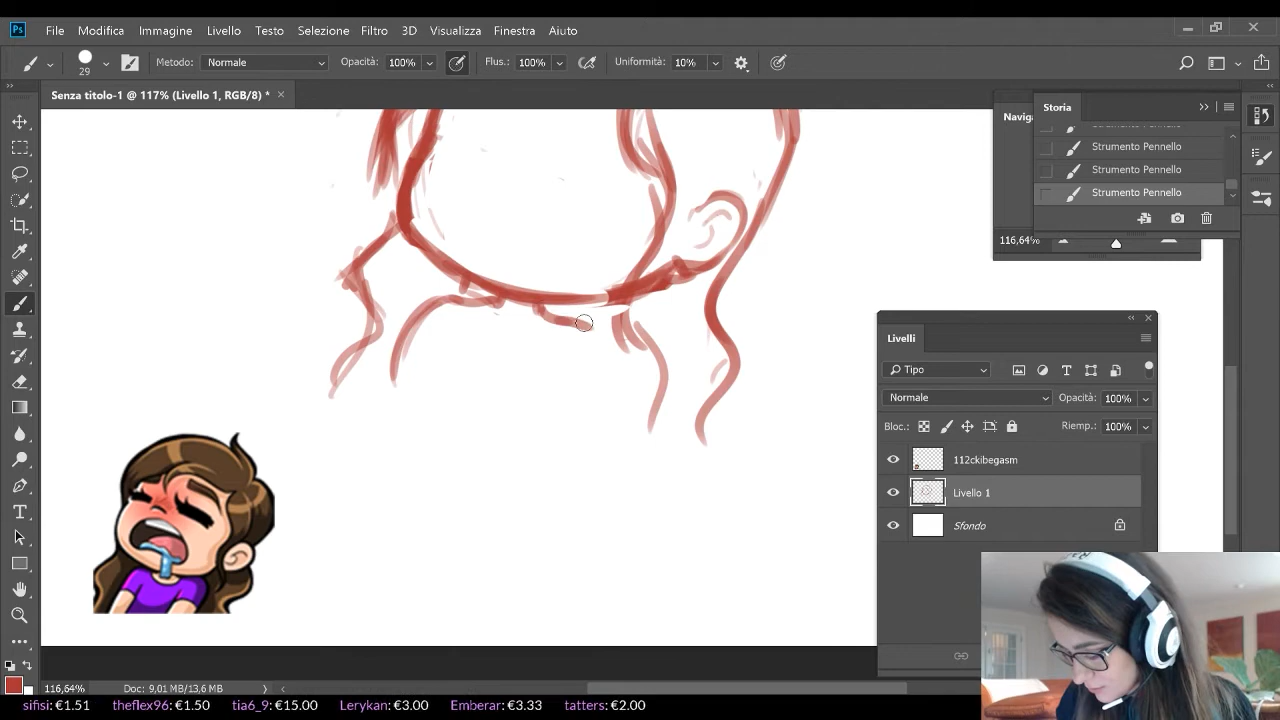 Ps File Modifica Immagine Livello Testo Selezione Filtro 3D Visualizza Finestra Aiuto
29 Metodo: Normale Opacità: 100% Flus.: 100% Uniformità: 10%
Senza titolo-1 @ 117% (Livello 1, RGB/8) *
Naviga
Storia
Strumento Pennello
Strumento Pennello
Strumento Pennello
116,64%
Livelli
Tipo
Normale Opacità: 100%
Bloc.: Riemp.: 100%
112ckibegasm
Livello 1
Sfondo
116,64% Doc: 9,01 MB/13,6 MB
sifisi: €1.51 theflex96: €1.50 tia6_9: €15.00 Lerykan: €3.00 Emberar: €3.33 tatters: €2.00